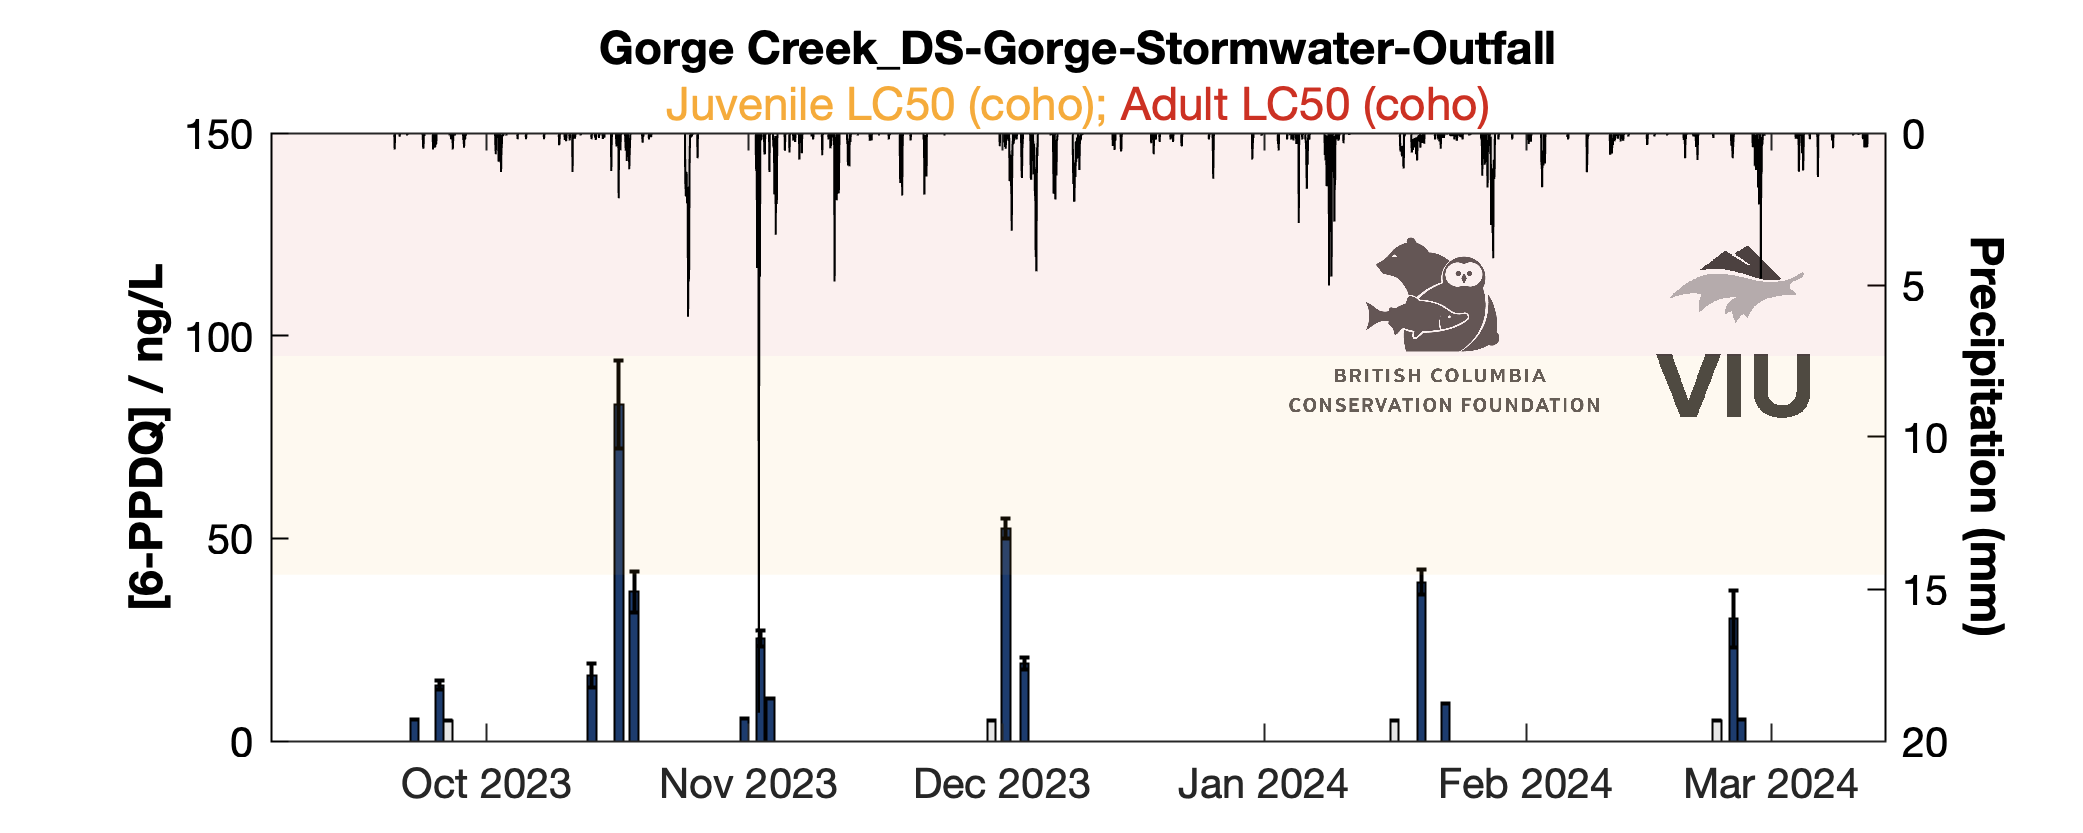 Gorge Creek_DS-Gorge-Stormwater-Outfall
Juvenile LC50 (coho); Adult LC50 (coho)
150
100
50
0
[6-PPDQ] / ng/L
0
5
10
15
20
Precipitation (mm)
BRITISH COLUMBIA
CONSERVATION FOUNDATION
VIU
Oct 2023
Nov 2023
Dec 2023
Jan 2024
Feb 2024
Mar 2024